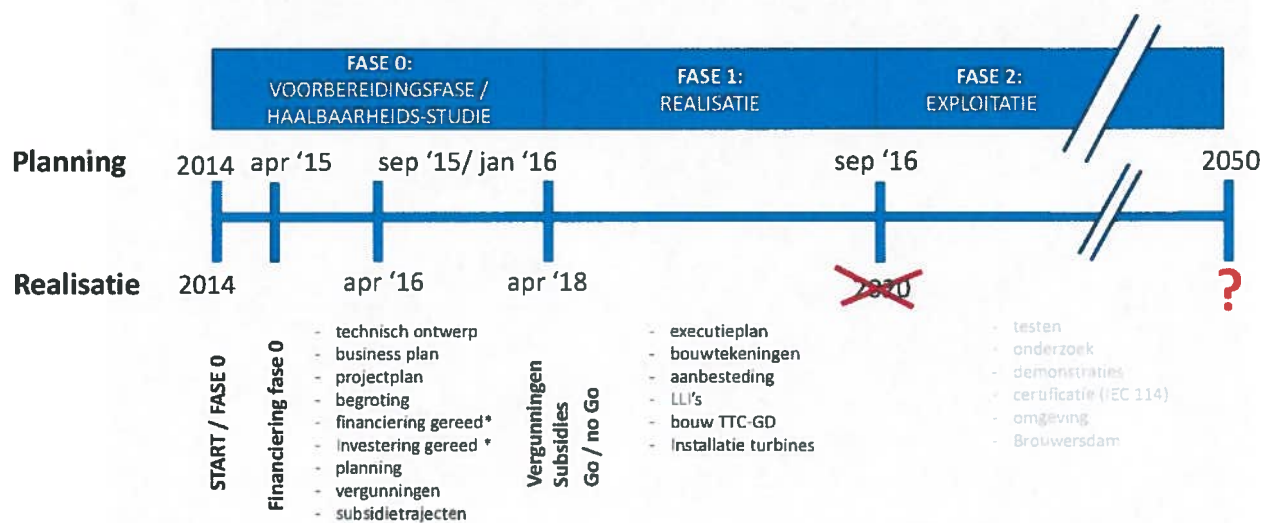 FASE 0:
VOORBEREIDINGSFASE /
HAALBAARHEIDS-STUDIE
FASE 1:
REALISATIE
FASE 2:
EXPLOITATIE
Planning
2014 apr ‘15 sep ‘15/ jan ‘16 sep ‘16 2050
Realisatie
2014 apr ‘16 apr ‘18 2020 ?
START / FASE 0
Financiering fase 0
- technisch ontwerp
- business plan
- projectplan
- begroting
- financiering gereed*
- Investering gereed *
- planning
- vergunningen
- subsidietrajecten
Vergunningen
Subsidies
Go / no Go
- executieplan
- bouwtekeningen
- aanbesteding
- LLI's
- bouw TTC-GD
- Installatie turbines
- testen
- onderzoek
- demonstraties
- certificatie (IEC 114)
- omgeving
- Brouwersdam